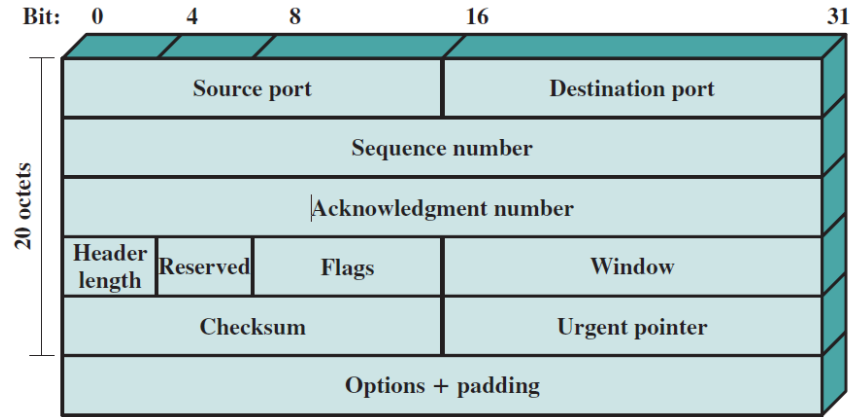 Bit: 0 4 8 16 31
Source port Destination port
Sequence number
Acknowledgment number
20 octets
Header length Reserved Flags Window
Checksum Urgent pointer
Options + padding